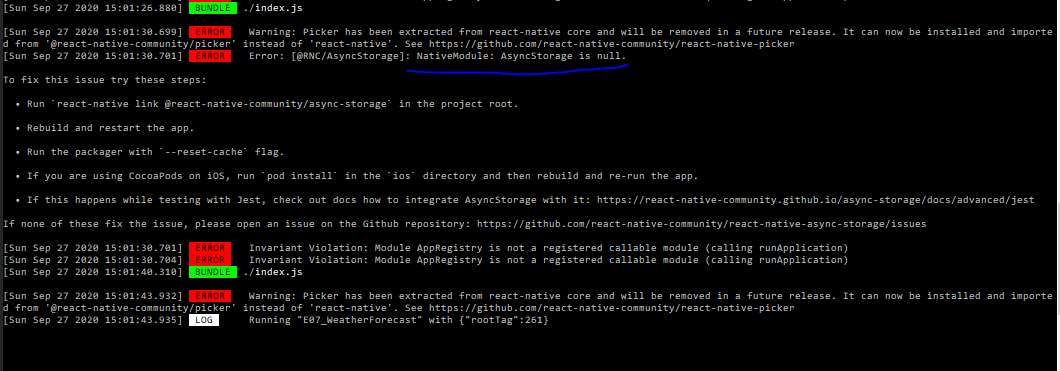 [Sun Sep 27 2020 15:01:26.880] BUNDLE ./index.js
[Sun Sep 27 2020 15:01:30.699] ERROR Warning: Picker has been extracted from react-native core and will be removed in a future release. It can now be installed and importe
d from '@react-native-community/picker' instead of 'react-native'. See https://github.com/react-native-community/react-native-picker
[Sun Sep 27 2020 15:01:30.701] ERROR Error: [@RNC/AsyncStorage]: NativeModule: AsyncStorage is null.
To fix this issue try these steps:
• Run `react-native link @react-native-community/async-storage` in the project root.
• Rebuild and restart the app.
• Run the packager with `--reset-cache` flag.
• If you are using CocoaPods on iOS, run `pod install` in the `ios` directory and then rebuild and re-run the app.
• If this happens while testing with Jest, check out docs how to integrate AsyncStorage with it: https://react-native-community.github.io/async-storage/docs/advanced/jest
If none of these fix the issue, please open an issue on the Github repository: https://github.com/react-native-community/react-native-async-storage/issues
[Sun Sep 27 2020 15:01:30.701] ERROR Invariant Violation: Module AppRegistry is not a registered callable module (calling runApplication)
[Sun Sep 27 2020 15:01:30.704] ERROR Invariant Violation: Module AppRegistry is not a registered callable module (calling runApplication)
[Sun Sep 27 2020 15:01:40.310] BUNDLE ./index.js
[Sun Sep 27 2020 15:01:43.932] ERROR Warning: Picker has been extracted from react-native core and will be removed in a future release. It can now be installed and importe
d from '@react-native-community/picker' instead of 'react-native'. See https://github.com/react-native-community/react-native-picker
[Sun Sep 27 2020 15:01:43.935] LOG Running "E07_WeatherForecast" with {"rootTag":261}